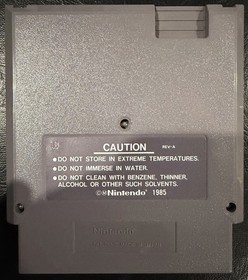 CAUTION
REV-A
• DO NOT STORE IN EXTREME TEMPERATURES.
• DO NOT IMMERSE IN WATER.
• DO NOT CLEAN WITH BENZENE, THINNER,
ALCOHOL OR OTHER SUCH SOLVENTS.
©Nintendo® 1985
Nintendo